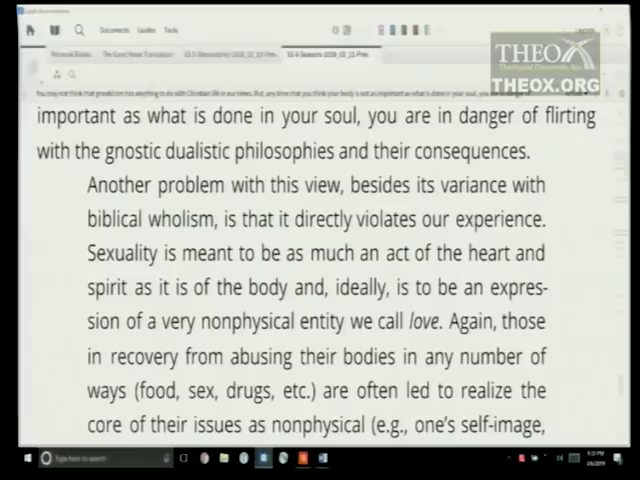 Documents Guides Tools
Personal Books The Good News Translation
THEOX
THEOX.ORG
important as what is done in your soul, you are in danger of flirting
with the gnostic dualistic philosophies and their consequences.
Another problem with this view, besides its variance with
biblical wholism, is that it directly violates our experience.
Sexuality is meant to be as much an act of the heart and
spirit as it is of the body and, ideally, is to be an expres-
sion of a very nonphysical entity we call love. Again, those
in recovery from abusing their bodies in any number of
ways (food, sex, drugs, etc.) are often led to realize the
core of their issues as nonphysical (e.g., one's self-image,
Type here to search